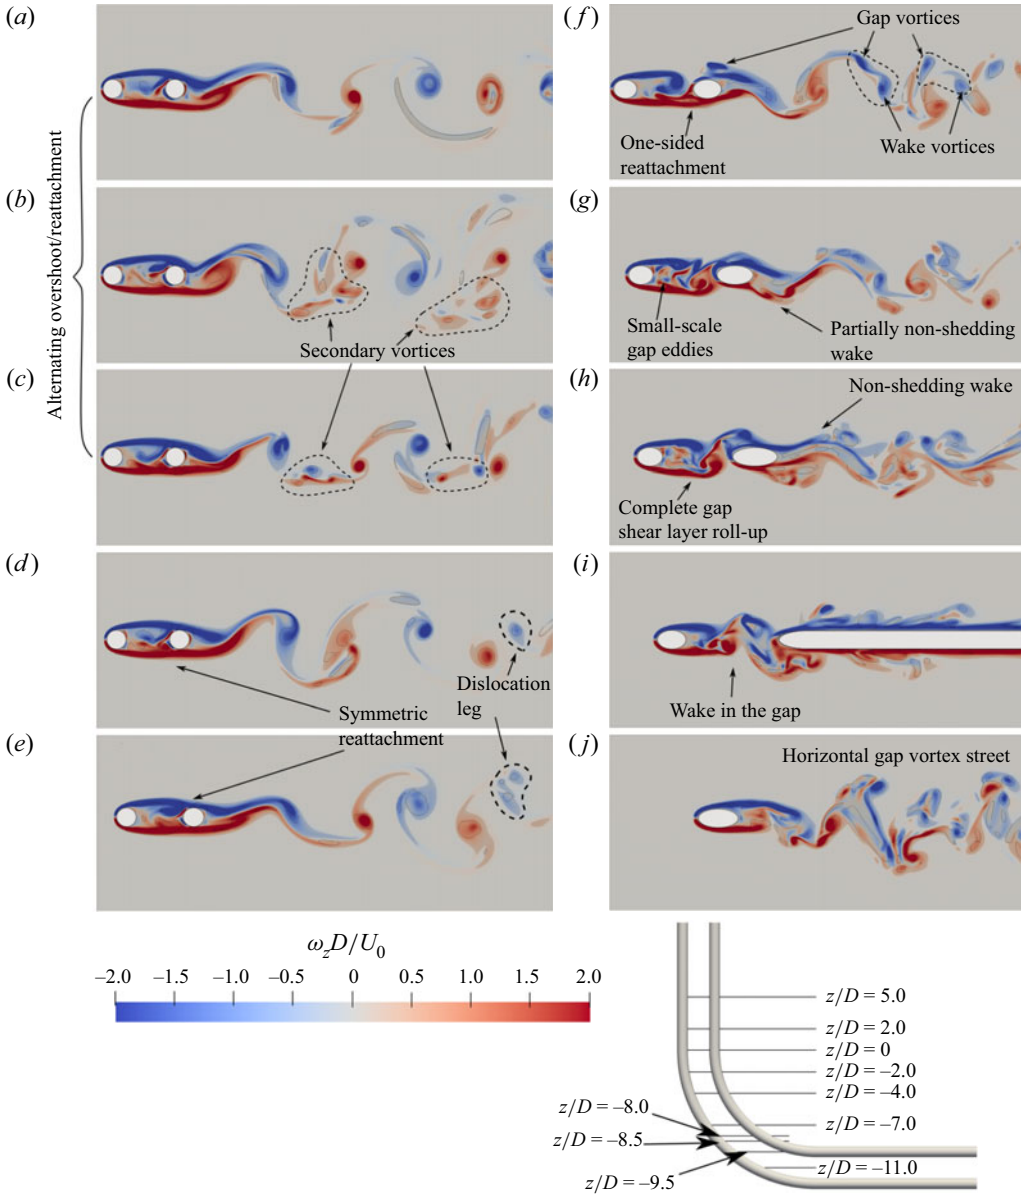 (a)
(b)
(c)
(d)
(e)
Alternating overshoot/reattachment
Secondary vortices
Dislocation
leg
Symmetric
reattachment
(f)
Gap vortices
One-sided
reattachment
Wake vortices
(g)
Small-scale
gap eddies
Partially non-shedding
wake
(h)
Non-shedding wake
Complete gap
shear layer roll-up
(i)
Wake in the gap
(j)
Horizontal gap vortex street
ω_z D/U_0
–2.0 –1.5 –1.0 –0.5 0 0.5 1.0 1.5 2.0
z/D = 5.0
z/D = 2.0
z/D = 0
z/D = –2.0
z/D = –4.0
z/D = –7.0
z/D = –8.0
z/D = –8.5
z/D = –9.5
z/D = –11.0